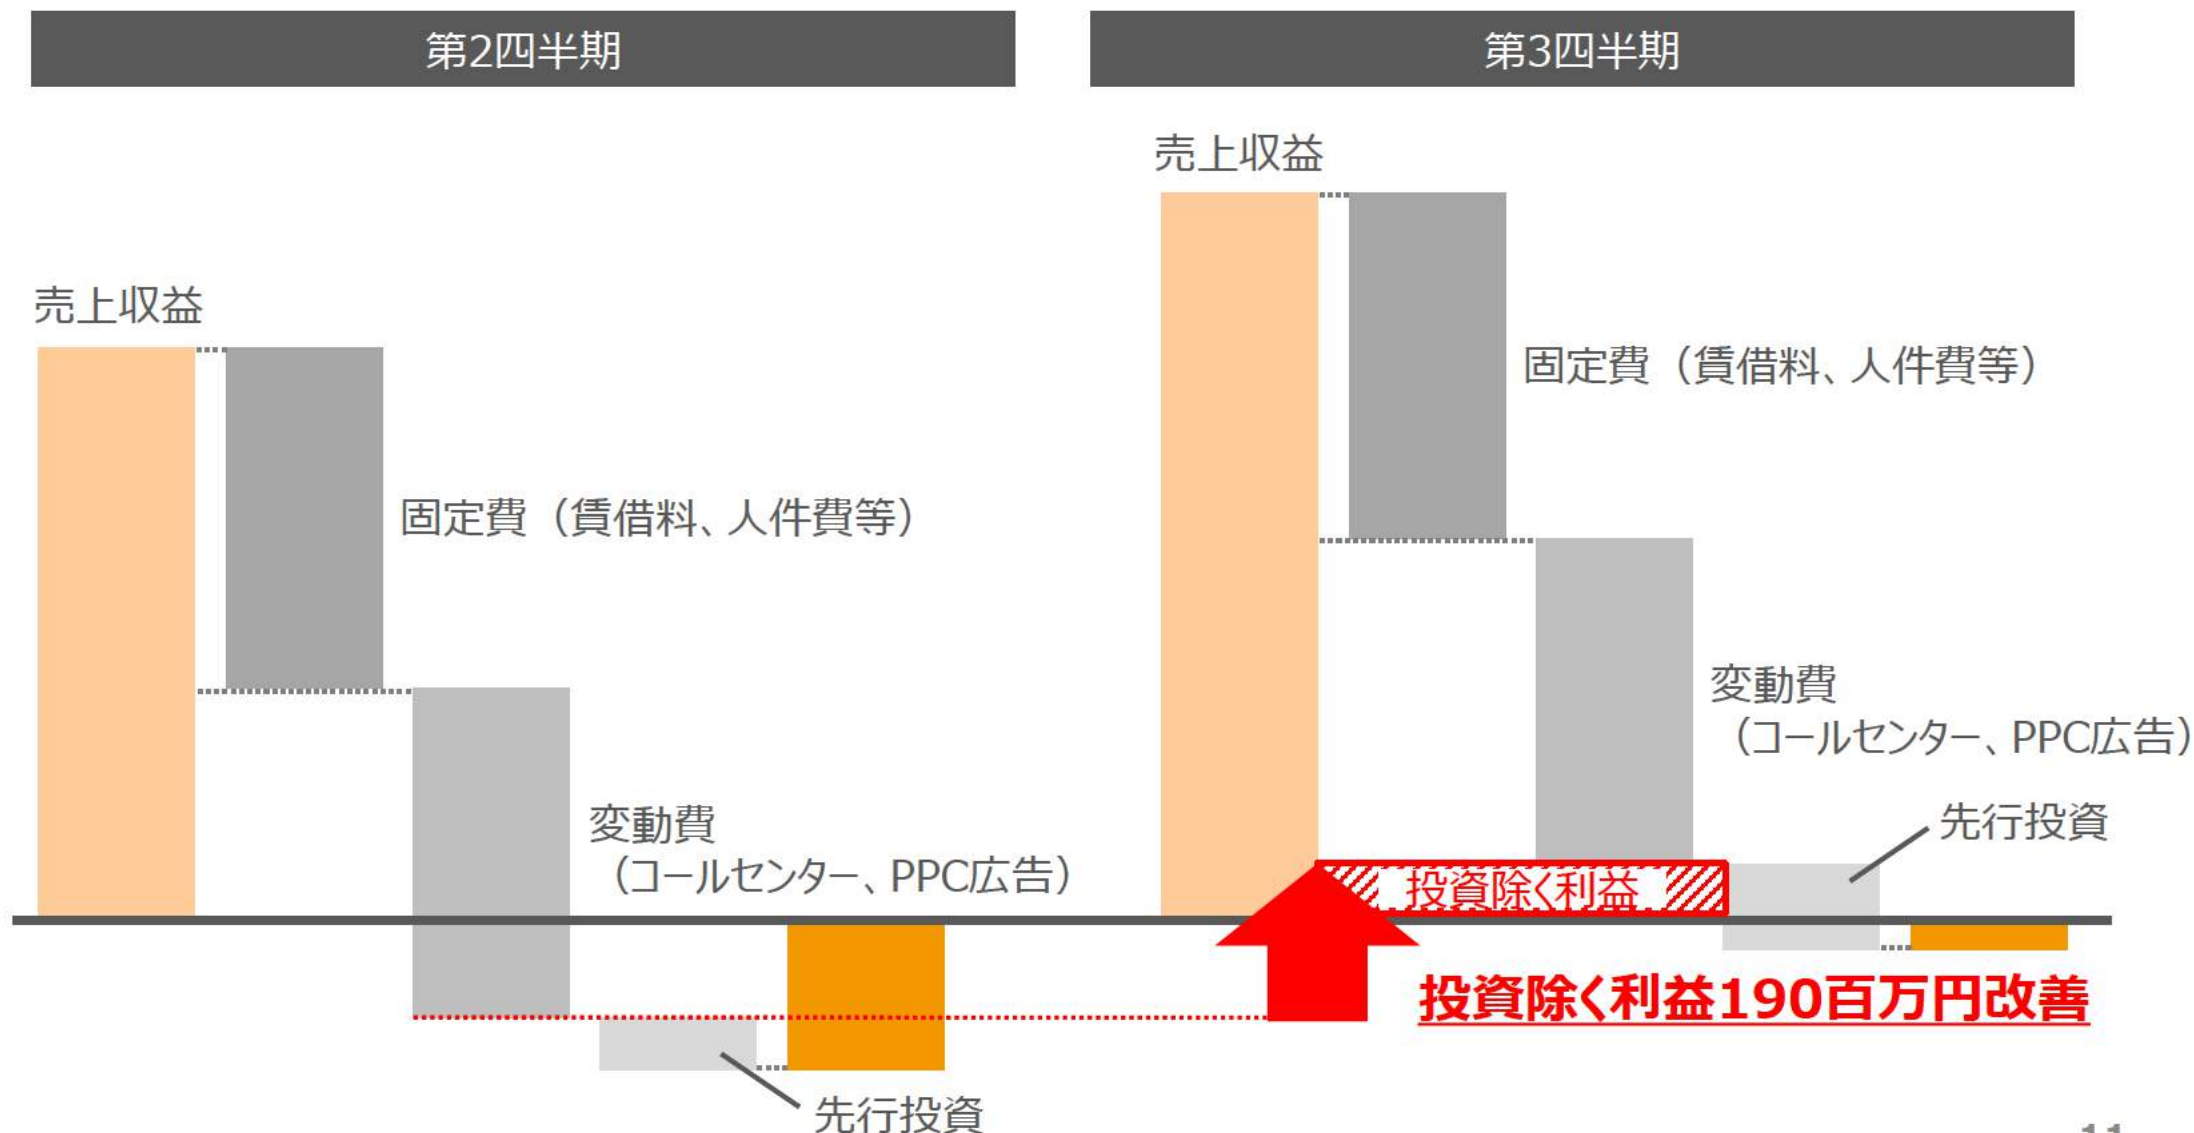 第2四半期
売上収益
固定費（賃借料、人件費等）
変動費
（コールセンター、PPC広告）
先行投資
第3四半期
売上収益
固定費（賃借料、人件費等）
変動費
（コールセンター、PPC広告）
先行投資
投資除く利益
投資除く利益190百万円改善
11